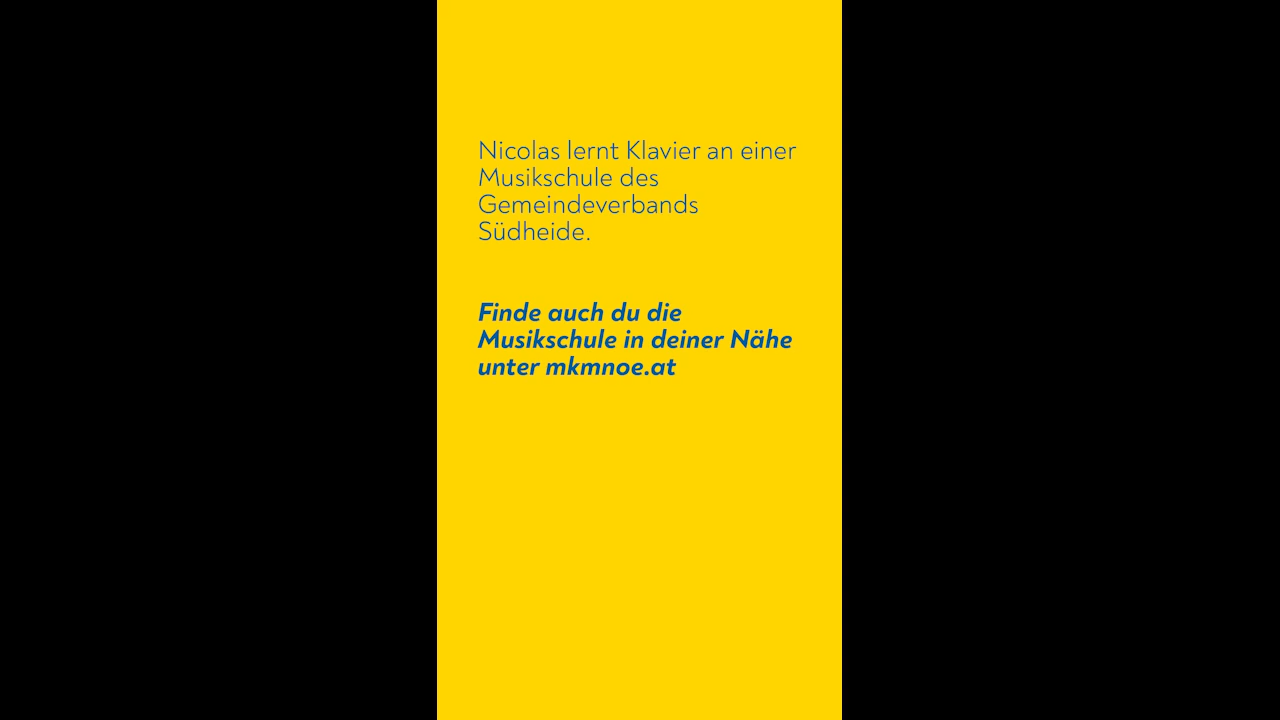 Nicolas lernt Klavier an einer
Musikschule des
Gemeindeverbands
Südheide.
Finde auch du die
Musikschule in deiner Nähe
unter mkmnoe.at